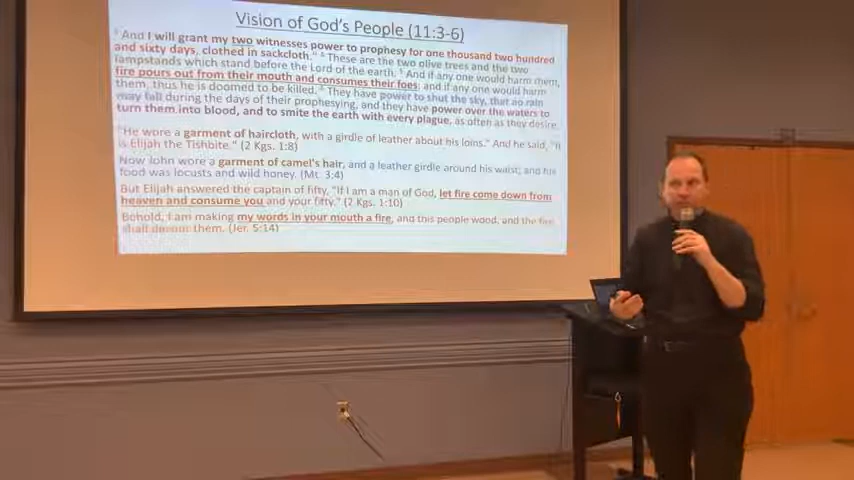 Vision of God's People (11:3-6)
3 And I will grant my two witnesses power to prophesy for one thousand two hundred
and sixty days, clothed in sackcloth." 4 These are the two olive trees and the two
lampstands which stand before the Lord of the earth. 5 And if any one would harm them,
fire pours out from their mouth and consumes their foes; and if any one would harm
them, thus he is doomed to be killed. 6 They have power to shut the sky, that no rain
may fall during the days of their prophesying, and they have power over the waters to
turn them into blood, and to smite the earth with every plague, as often as they desire.
"He wore a garment of haircloth, with a girdle of leather about his loins." And he said, "It
is Elijah the Tishbite." (2 Kgs. 1:8)
Now John wore a garment of camel's hair, and a leather girdle around his waist; and his
food was locusts and wild honey. (Mt. 3:4)
But Elijah answered the captain of fifty, "If I am a man of God, let fire come down from
heaven and consume you and your fifty." (2 Kgs. 1:10)
Behold, I am making my words in your mouth a fire, and this people wood, and the fire
shall devour them. (Jer. 5:14)